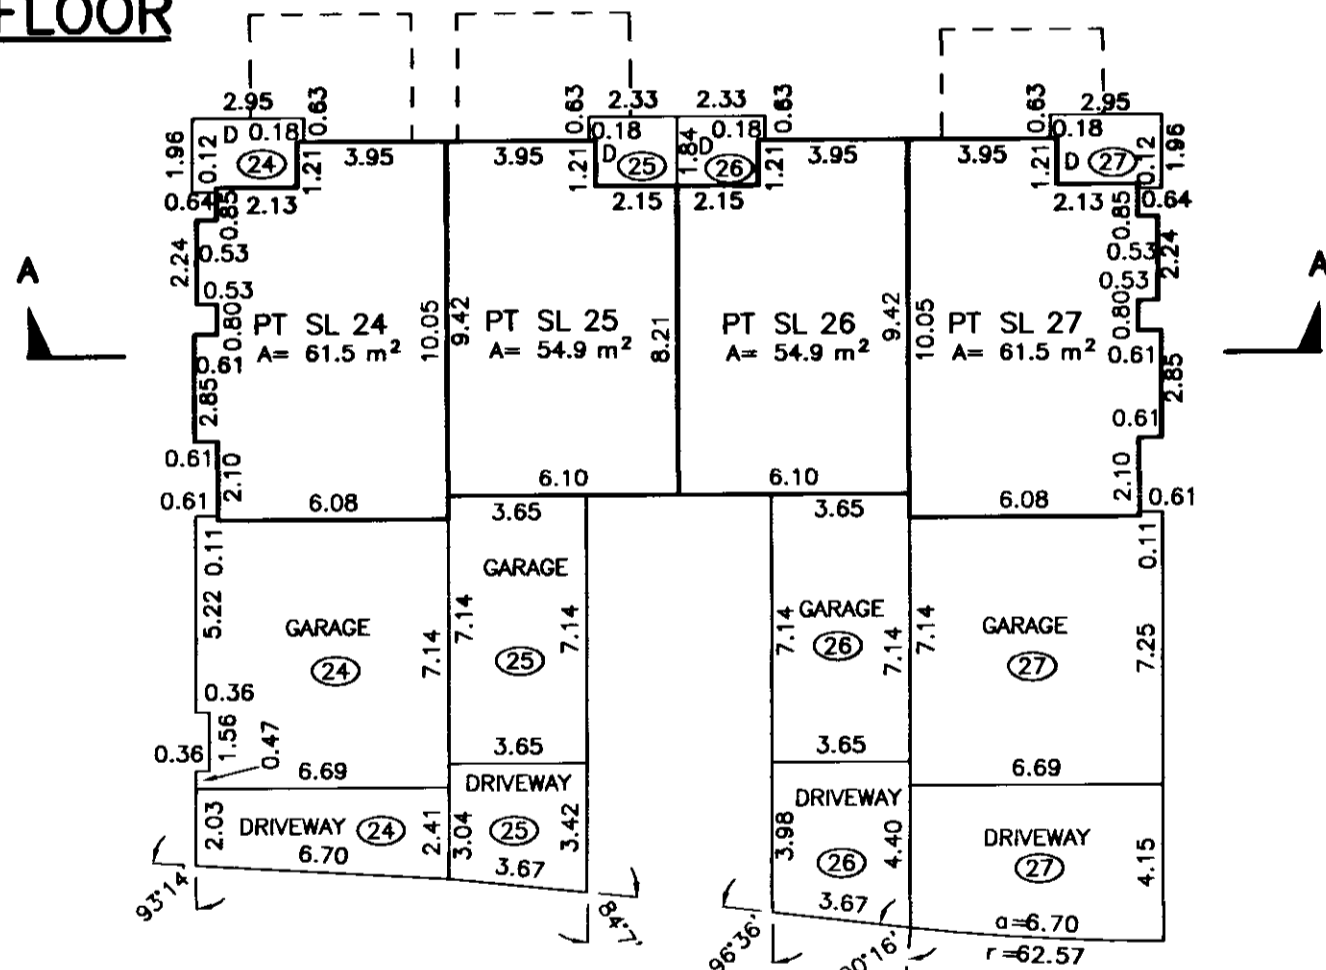 FLOOR
2.95 0.63 0.63 2.33 2.33 0.63 0.63 2.95
1.96 0.12 D 0.18 24 1.21 3.95 3.95 1.21 0.18 D 25 1.84 0.18 D 26 1.21 3.95 3.95 1.21 0.18 D 27 0.12 1.96
0.64 0.85 2.13 2.15 2.15 2.13 0.85 0.64
A 2.24 0.53 0.53 2.24 A
0.53 0.53
0.80 PT SL 24 10.05 9.42 PT SL 25 8.21 PT SL 26 9.42 10.05 PT SL 27 0.80
A= 61.5 m² A= 54.9 m² A= 54.9 m² A= 61.5 m²
0.61 0.61
2.85 2.85
0.61 0.61
0.61 2.10 6.08 6.10 6.10 6.08 2.10 0.61
3.65 3.65
0.11 0.11
5.22 GARAGE 24 7.14 7.14 GARAGE 25 7.14 7.14 GARAGE 26 7.14 7.14 GARAGE 27 7.25
0.36
0.36 1.56 0.47
6.69 3.65 3.65 6.69
2.03 DRIVEWAY 24 2.41 3.04 DRIVEWAY 25 3.42 3.98 DRIVEWAY 26 4.40 DRIVEWAY 27 4.15
6.70 3.67 3.67 a=6.70
r=62.57
93°14' 84°7' 96°36'